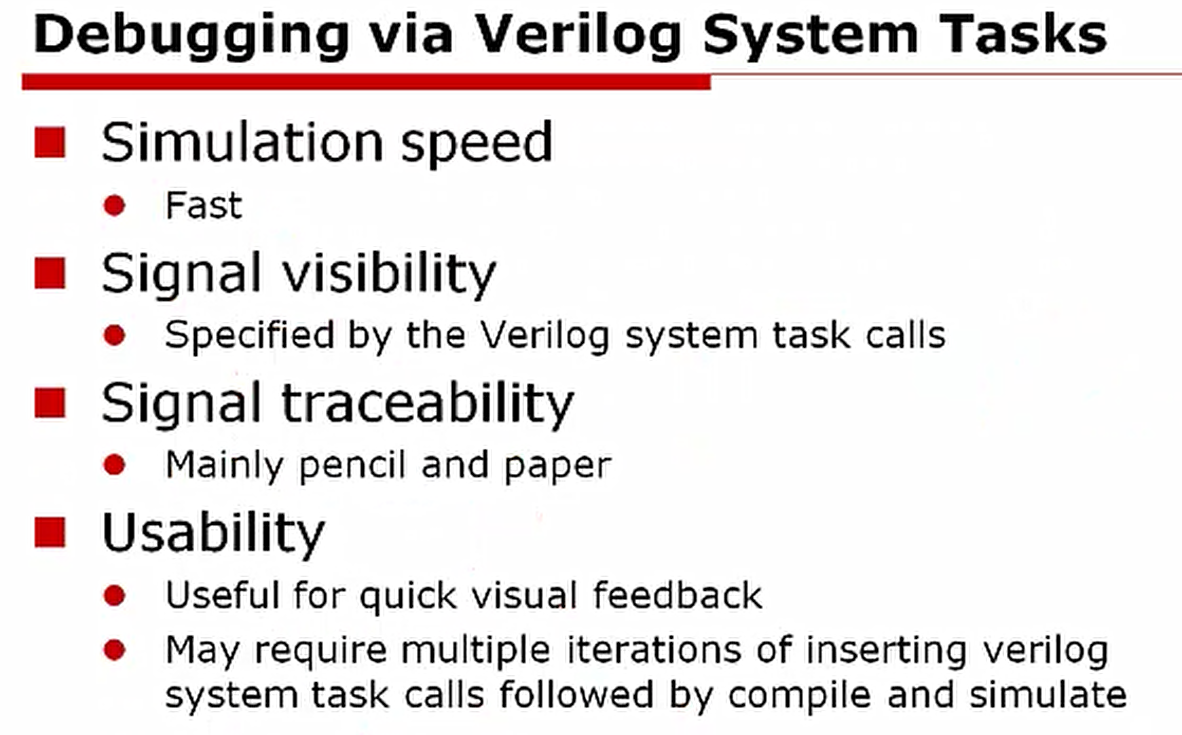 Debugging via Verilog System Tasks
Simulation speed
Fast
Signal visibility
Specified by the Verilog system task calls
Signal traceability
Mainly pencil and paper
Usability
Useful for quick visual feedback
May require multiple iterations of inserting verilog
system task calls followed by compile and simulate